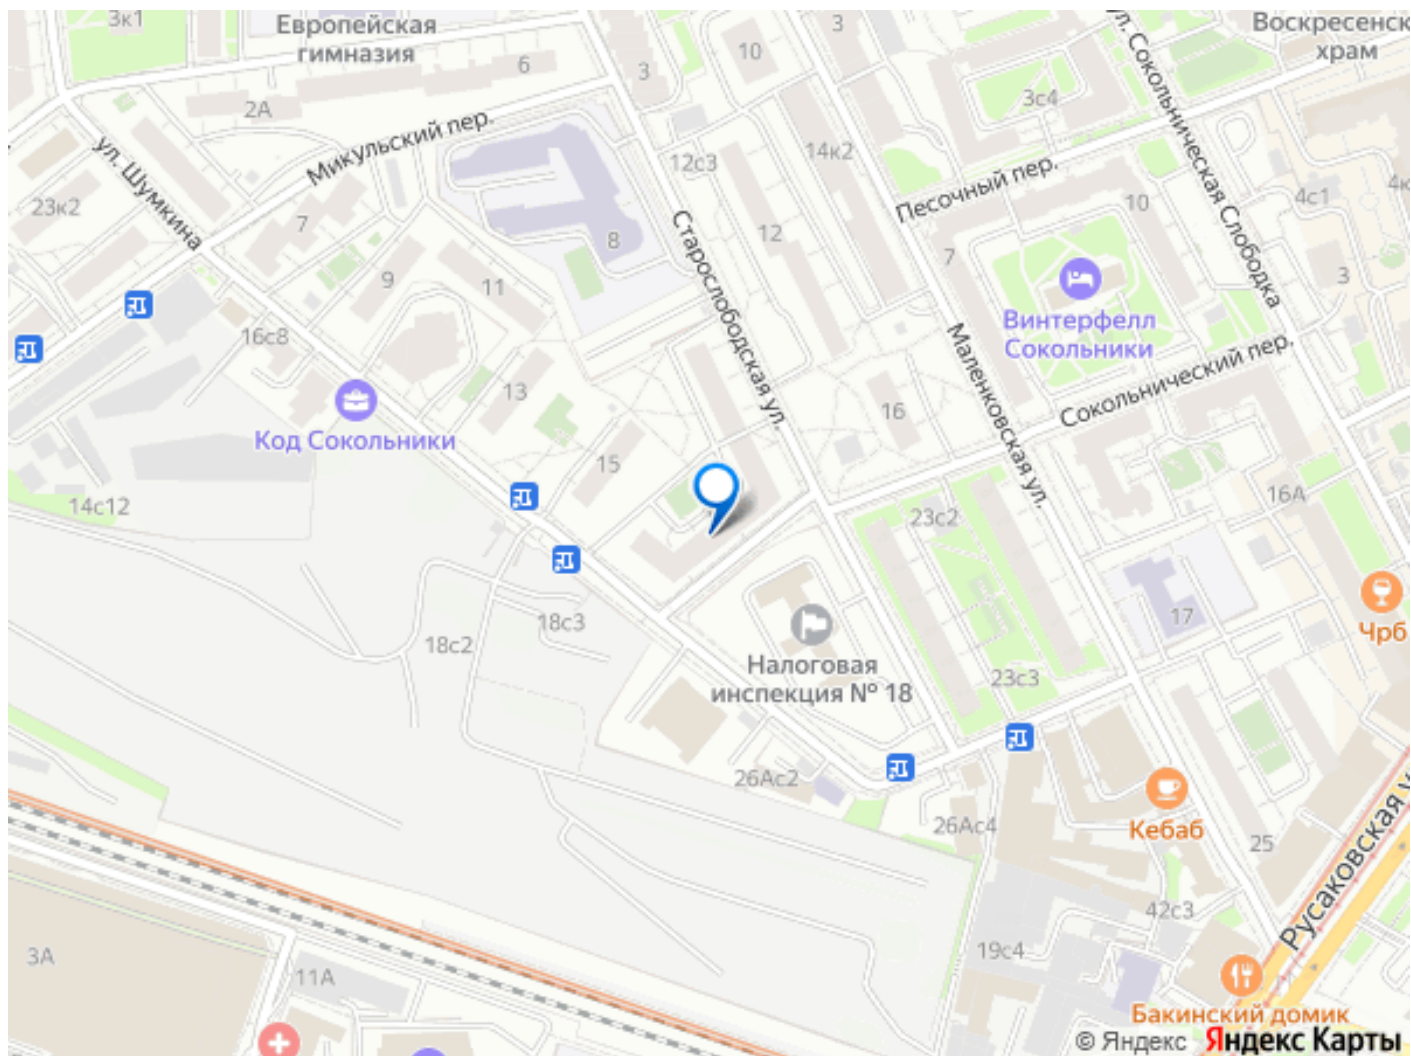 3к1
Европейская
гимназия
6
3
10
3
ул. Сокольническая Слободка
Воскресенск
храм
2А
Микульский пер.
ул. Шумкина
3с4
12с3
14к2
Песочный пер.
4с1
4к
23к2
7
8
12
7
10
3
9
11
Старослободская ул.
Винтерфелл
Сокольники
16с8
13
Маленковская ул.
Сокольнический пер.
16
Код Сокольники
15
14с12
23с2
16А
17
Чрб
18с3
18с2
Налоговая
инспекция № 18
23с3
26Ас2
26Ас4
Кебаб
25
Русаковская у
42с3
19с4
3А
11А
Бакинский домик
© Яндекс Яндекс Карты